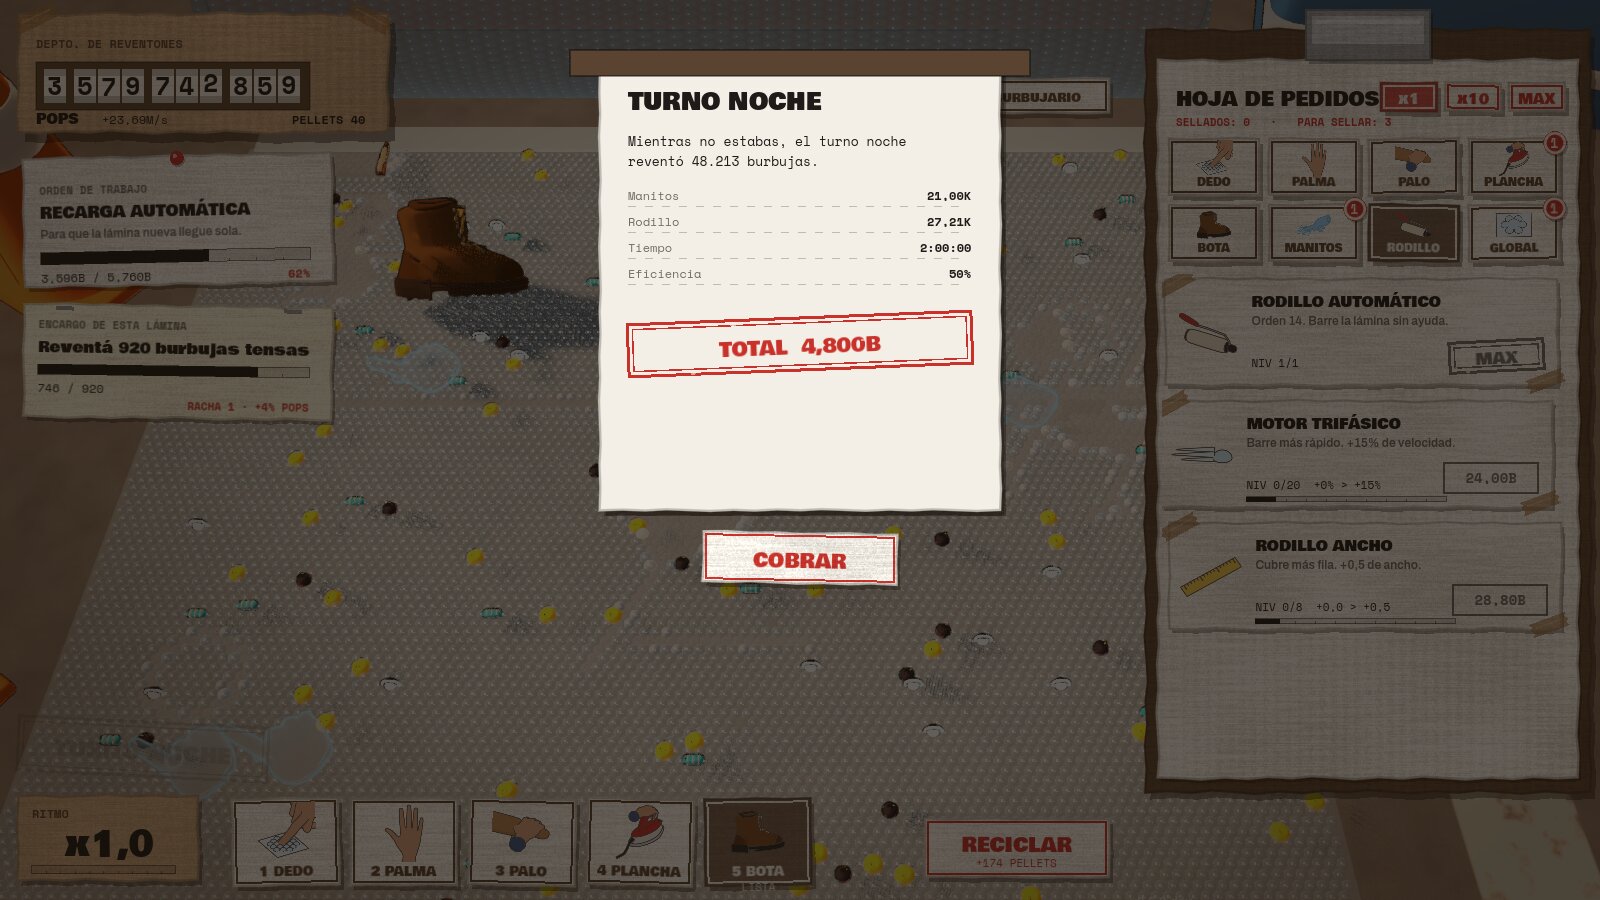 DEPTO. DE REVENTONES
3 579 742 859
POPS +23,69M/s PELLETS 40
ORDEN DE TRABAJO
RECARGA AUTOMÁTICA
Para que la lámina nueva llegue sola.
3,596B / 5,760B 62%
ENCARGO DE ESTA LÁMINA
Reventá 920 burbujas tensas
746 / 920
RACHA 1 · +4% POPS
TURNO NOCHE
Mientras no estabas, el turno noche
reventó 48.213 burbujas.
Manitos 21,00K
Rodillo 27,21K
Tiempo 2:00:00
Eficiencia 50%
TOTAL 4,800B
COBRAR
URBUJARIO
HOJA DE PEDIDOS x1 x10 MAX
SELLADOS: 0 · PARA SELLAR: 3
DEDO PALMA PALO PLANCHA 1
BOTA MANITOS 1 RODILLO GLOBAL 1
RODILLO AUTOMÁTICO
Orden 14. Barre la lámina sin ayuda.
NIV 1/1 MAX
MOTOR TRIFÁSICO
Barre más rápido. +15% de velocidad.
NIV 0/20 +0% > +15% 24,00B
RODILLO ANCHO
Cubre más fila. +0,5 de ancho.
NIV 0/8 +0,0 > +0,5 28,80B
RITMO
x1,0
1 DEDO 2 PALMA 3 PALO 4 PLANCHA 5 BOTA
LISTA
RECICLAR
+174 PELLETS